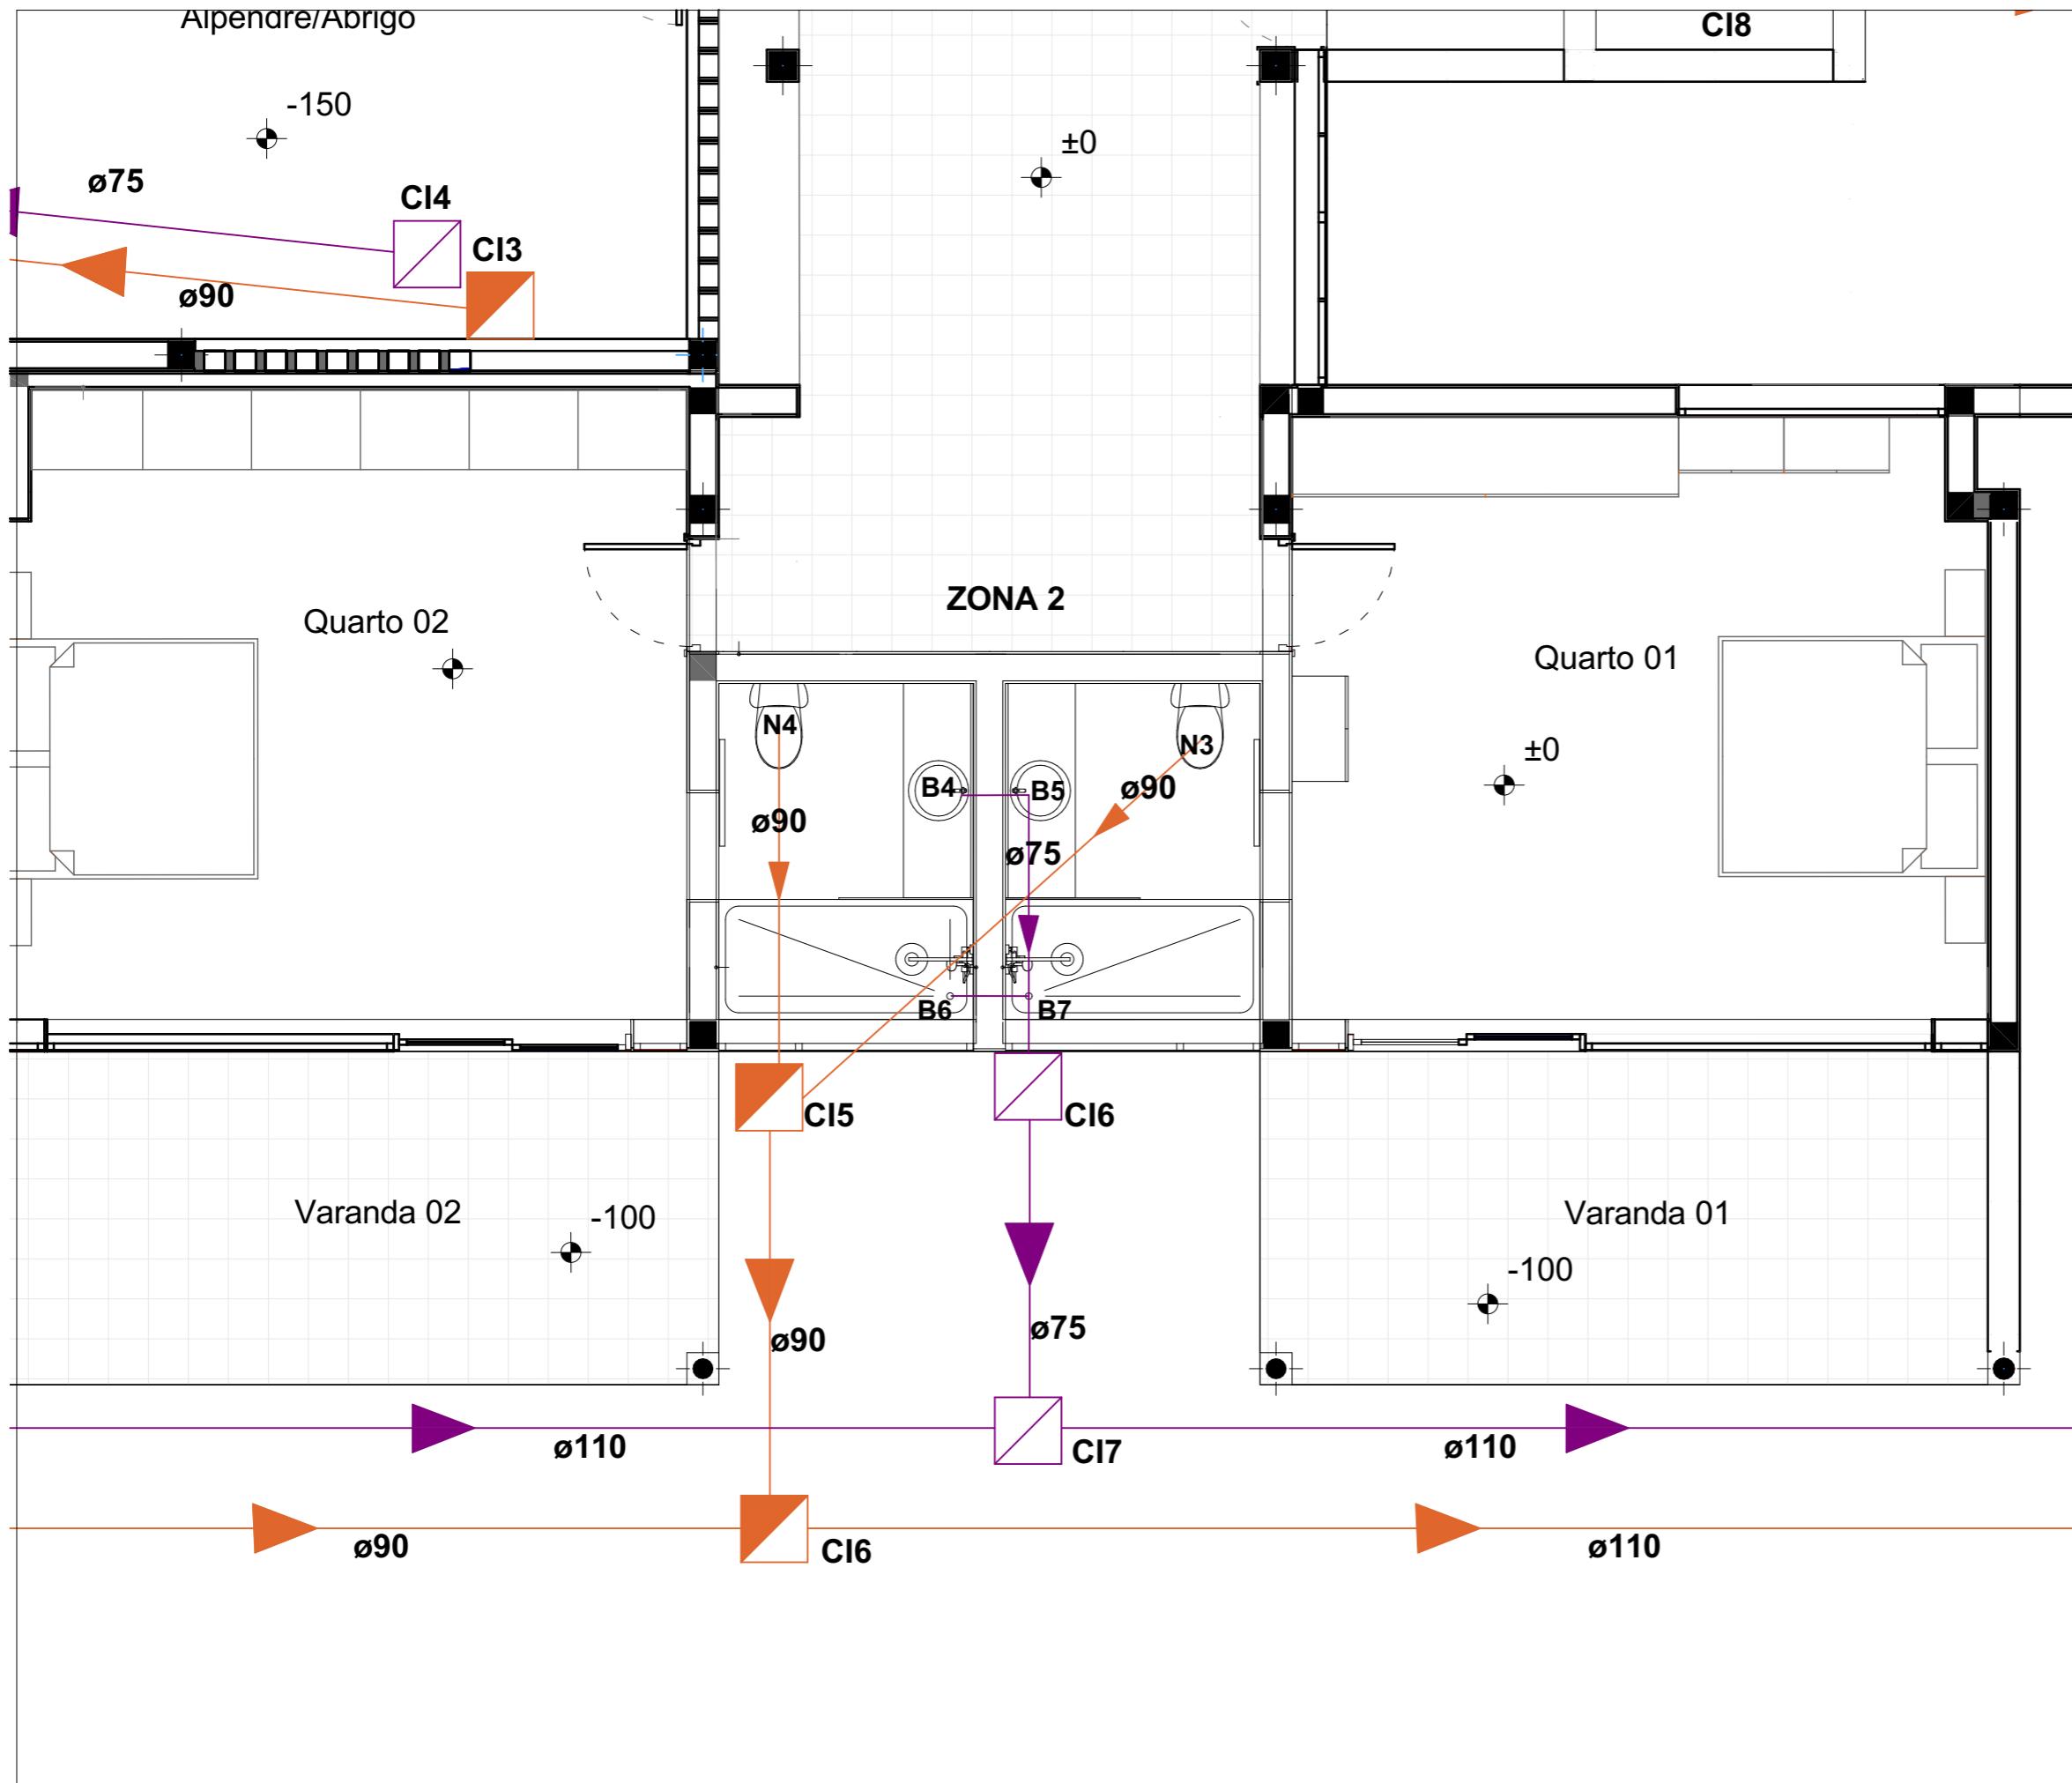 Alpendre/Abrigo
CI8
-150
±0
ø75
CI4
CI3
ø90
ZONA 2
Quarto 02
Quarto 01
N4
N3
±0
B4
B5
ø90
ø90
ø75
B6
B7
CI5
CI6
Varanda 02
-100
Varanda 01
-100
ø90
ø75
ø110
CI7
ø110
ø90
CI6
ø110